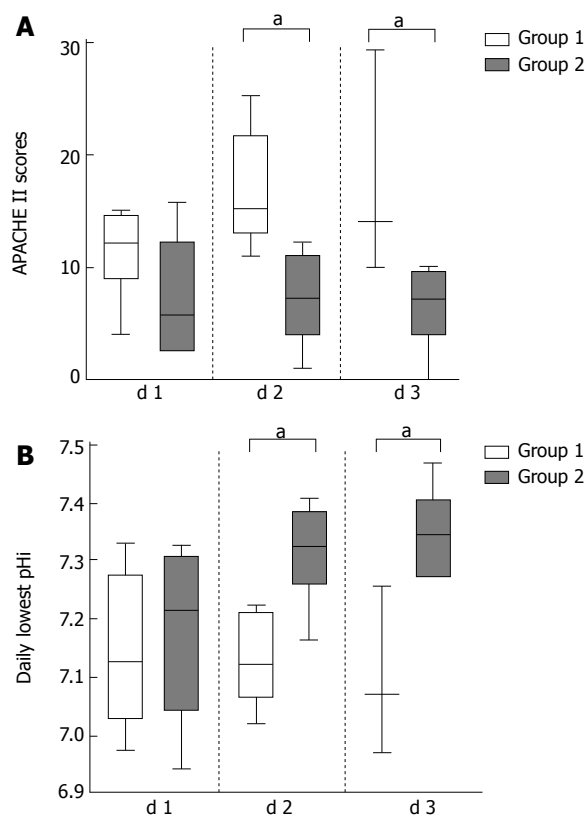 A
a
a
Group 1
Group 2
APACHE II scores
30
20
10
0
d 1
d 2
d 3
B
a
a
Group 1
Group 2
Daily lowest pHi
7.5
7.4
7.3
7.2
7.1
7.0
6.9
d 1
d 2
d 3